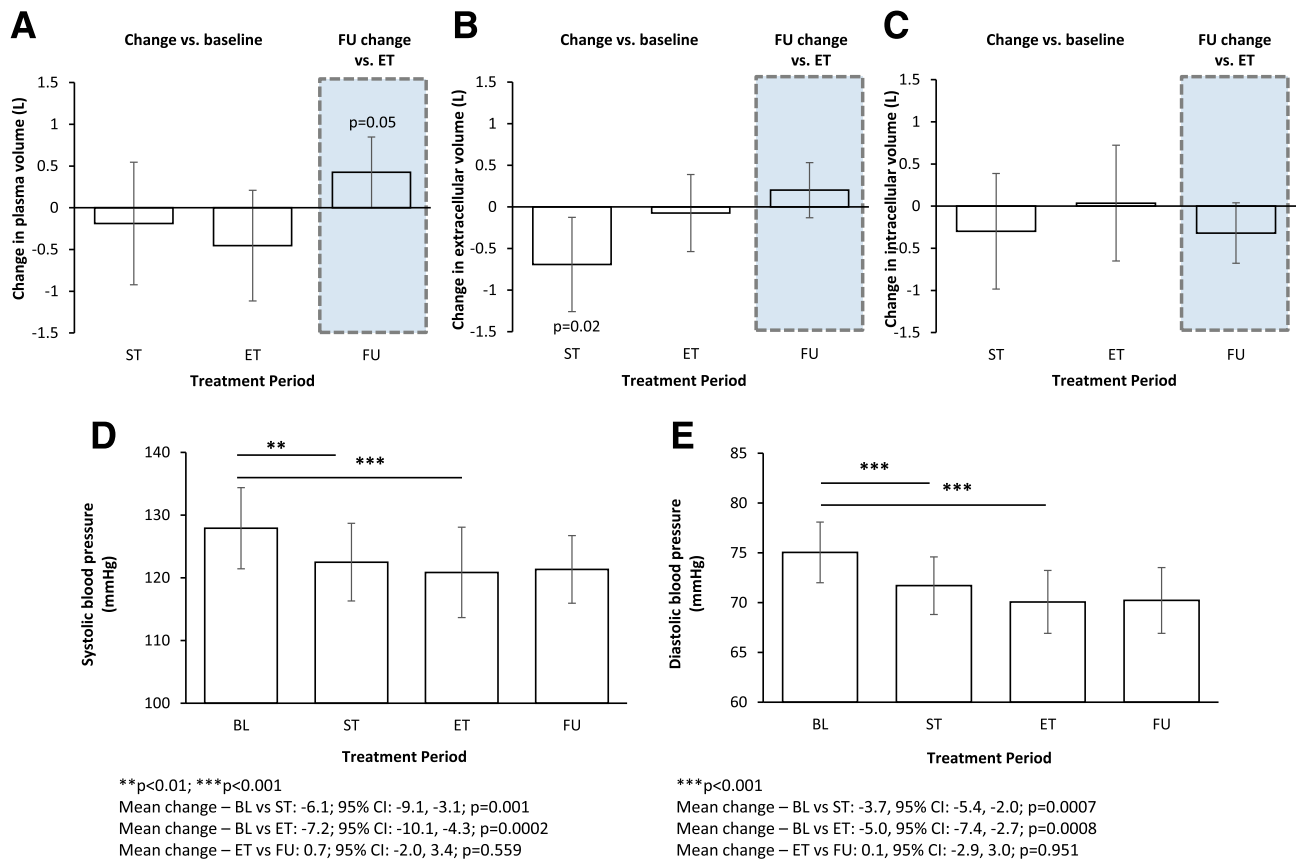 A
Change vs. baseline
FU change
vs. ET
Change in plasma volume (L)
1.5
1
0.5
0
-0.5
-1
-1.5
p=0.05
ST
ET
FU
Treatment Period
B
Change vs. baseline
FU change
vs. ET
Change in extracellular volume (L)
1.5
1
0.5
0
-0.5
-1
-1.5
p=0.02
ST
ET
FU
Treatment Period
C
Change vs. baseline
FU change
vs. ET
Change in intracellular volume (L)
1.5
1
0.5
0
-0.5
-1
-1.5
ST
ET
FU
Treatment Period
D
Systolic blood pressure
(mmHg)
140
130
120
110
100
**
***
BL
ST
ET
FU
Treatment Period
**p<0.01; ***p<0.001
Mean change – BL vs ST: -6.1; 95% CI: -9.1, -3.1; p=0.001
Mean change – BL vs ET: -7.2; 95% CI: -10.1, -4.3; p=0.0002
Mean change – ET vs FU: 0.7; 95% CI: -2.0, 3.4; p=0.559
E
Diastolic blood pressure
(mmHg)
85
80
75
70
65
60
***
***
BL
ST
ET
FU
Treatment Period
***p<0.001
Mean change – BL vs ST: -3.7, 95% CI: -5.4, -2.0; p=0.0007
Mean change – BL vs ET: -5.0, 95% CI: -7.4, -2.7; p=0.0008
Mean change – ET vs FU: 0.1, 95% CI: -2.9, 3.0; p=0.951